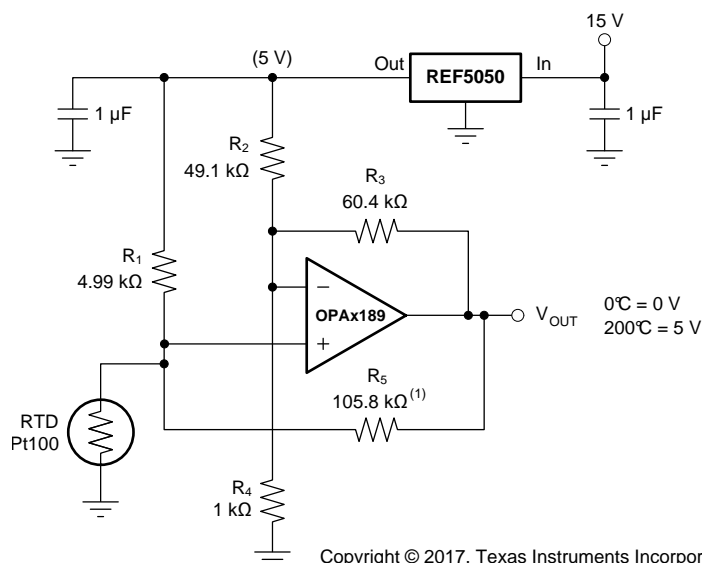 15 V
(5 V)
Out
REF5050
In
1 µF
1 µF
R2
49.1 kΩ
R3
60.4 kΩ
R1
4.99 kΩ
−
OPAx189
+
VOUT
0℃ = 0 V
200℃ = 5 V
R5
105.8 kΩ(1)
RTD
Pt100
R4
1 kΩ
Copyright © 2017, Texas Instruments Incorpor